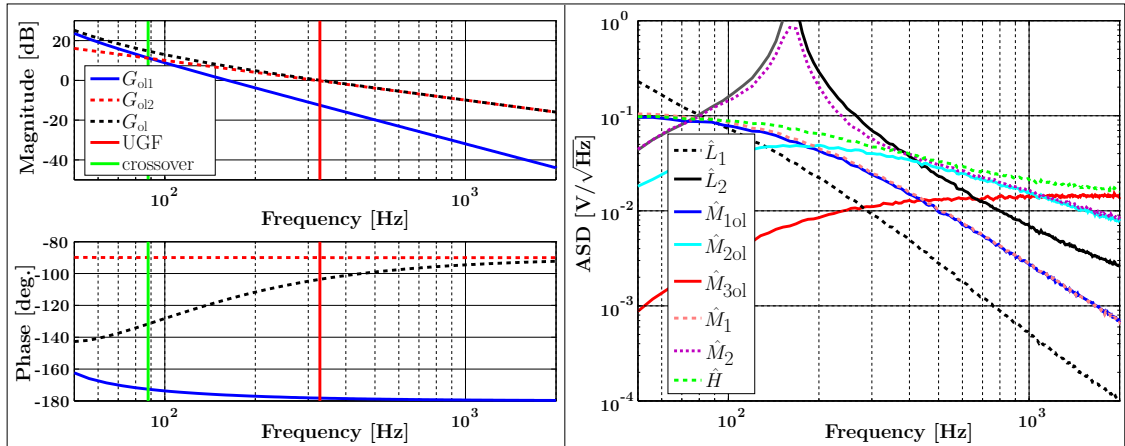 Magnitude [dB]
20
0
-20
-40
G_ol1
G_ol2
G_ol
UGF
crossover
10^2
10^3
Frequency [Hz]
Phase [deg.]
-80
-100
-120
-140
-160
-180
10^2
10^3
Frequency [Hz]
ASD [V/√Hz]
10^0
10^-1
10^-2
10^-3
10^-4
L̂_1
L̂_2
M̂_1ol
M̂_2ol
M̂_3ol
M̂_1
M̂_2
Ĥ
10^2
10^3
Frequency [Hz]